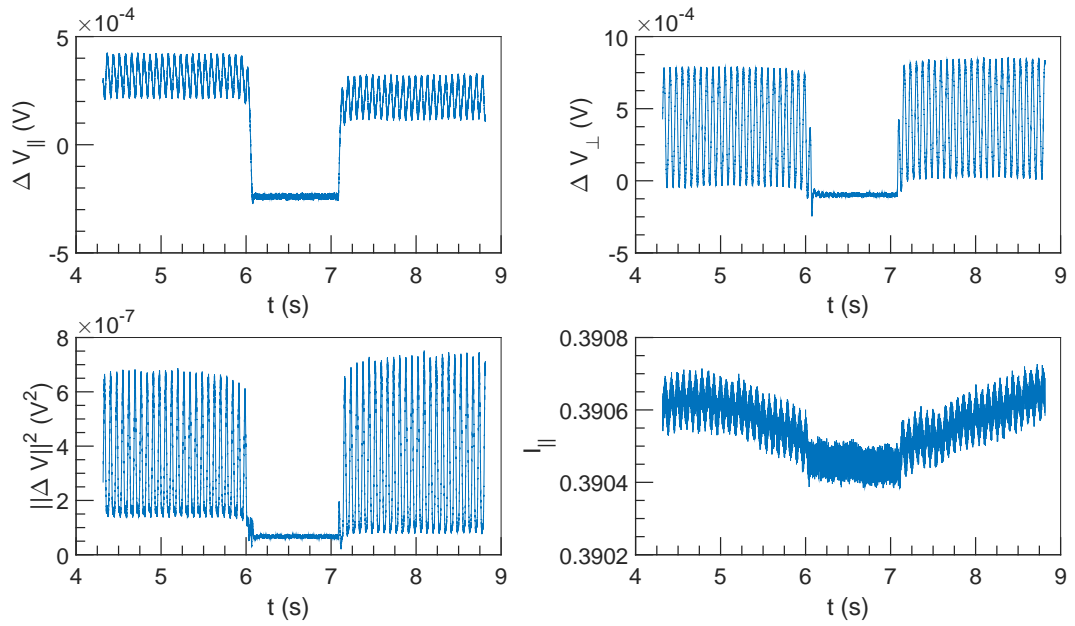 ×10⁻⁴
5
0
-5
Δ V∥ (V)
4 5 6 7 8 9
t (s)
×10⁻⁴
10
5
0
-5
Δ V⊥ (V)
4 5 6 7 8 9
t (s)
×10⁻⁷
8
6
4
2
0
||Δ V||² (V²)
4 5 6 7 8 9
t (s)
0.3908
0.3906
0.3904
0.3902
I∥
4 5 6 7 8 9
t (s)